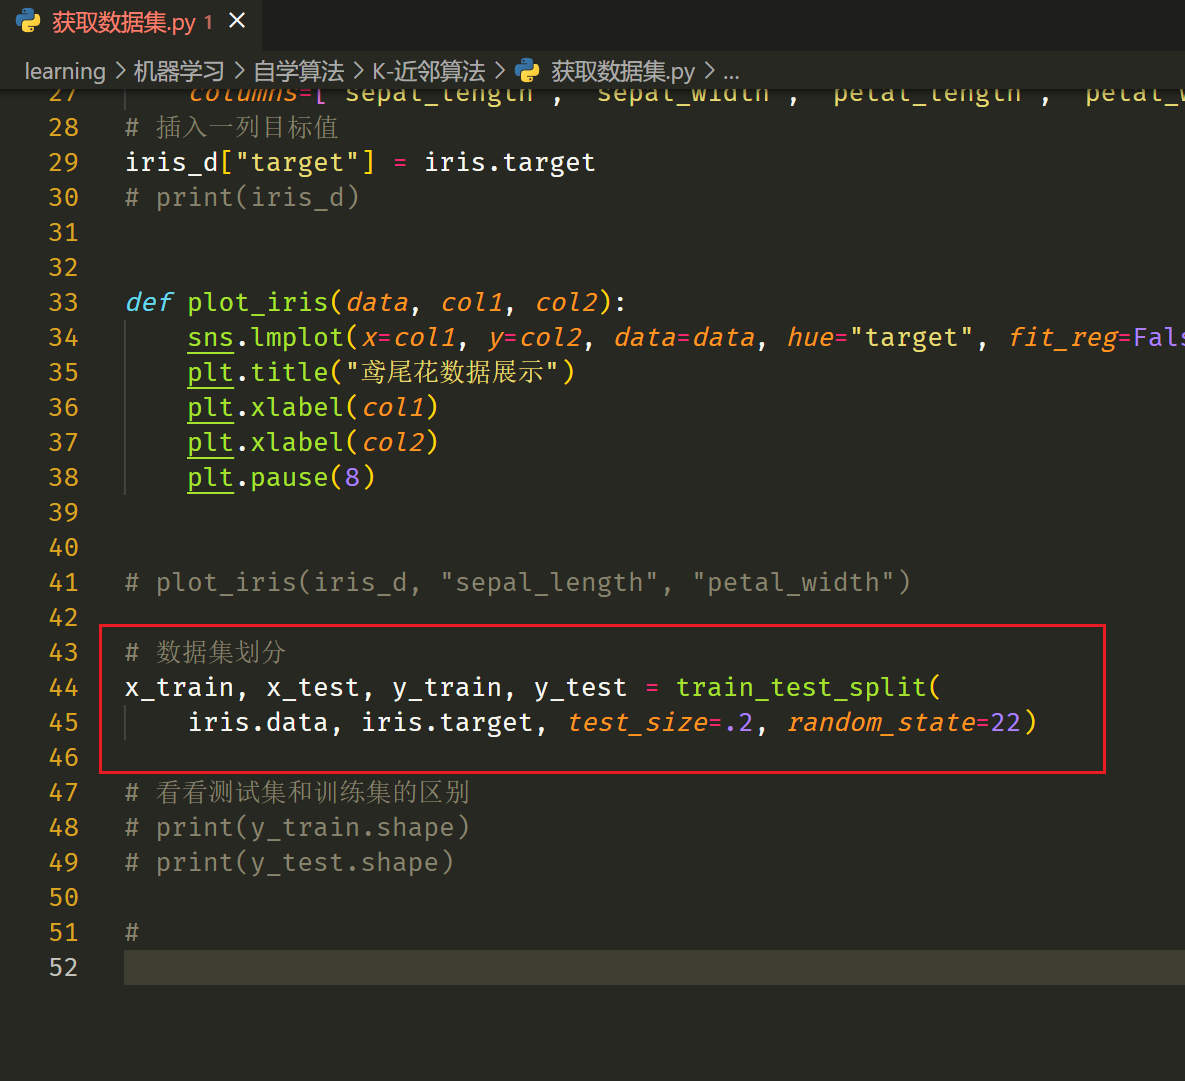 获取数据集.py 1 ×
learning > 机器学习 > 自学算法 > K-近邻算法 > 获取数据集.py > ...
27 columns=["sepal_length", "sepal_width", "petal_length", "petal_w
28 # 插入一列目标值
29 iris_d["target"] = iris.target
30 # print(iris_d)
31
32
33 def plot_iris(data, col1, col2):
34 sns.lmplot(x=col1, y=col2, data=data, hue="target", fit_reg=Fals
35 plt.title("鸢尾花数据展示")
36 plt.xlabel(col1)
37 plt.xlabel(col2)
38 plt.pause(8)
39
40
41 # plot_iris(iris_d, "sepal_length", "petal_width")
42
43 # 数据集划分
44 x_train, x_test, y_train, y_test = train_test_split(
45 iris.data, iris.target, test_size=.2, random_state=22)
46
47 # 看看测试集和训练集的区别
48 # print(y_train.shape)
49 # print(y_test.shape)
50
51 #
52